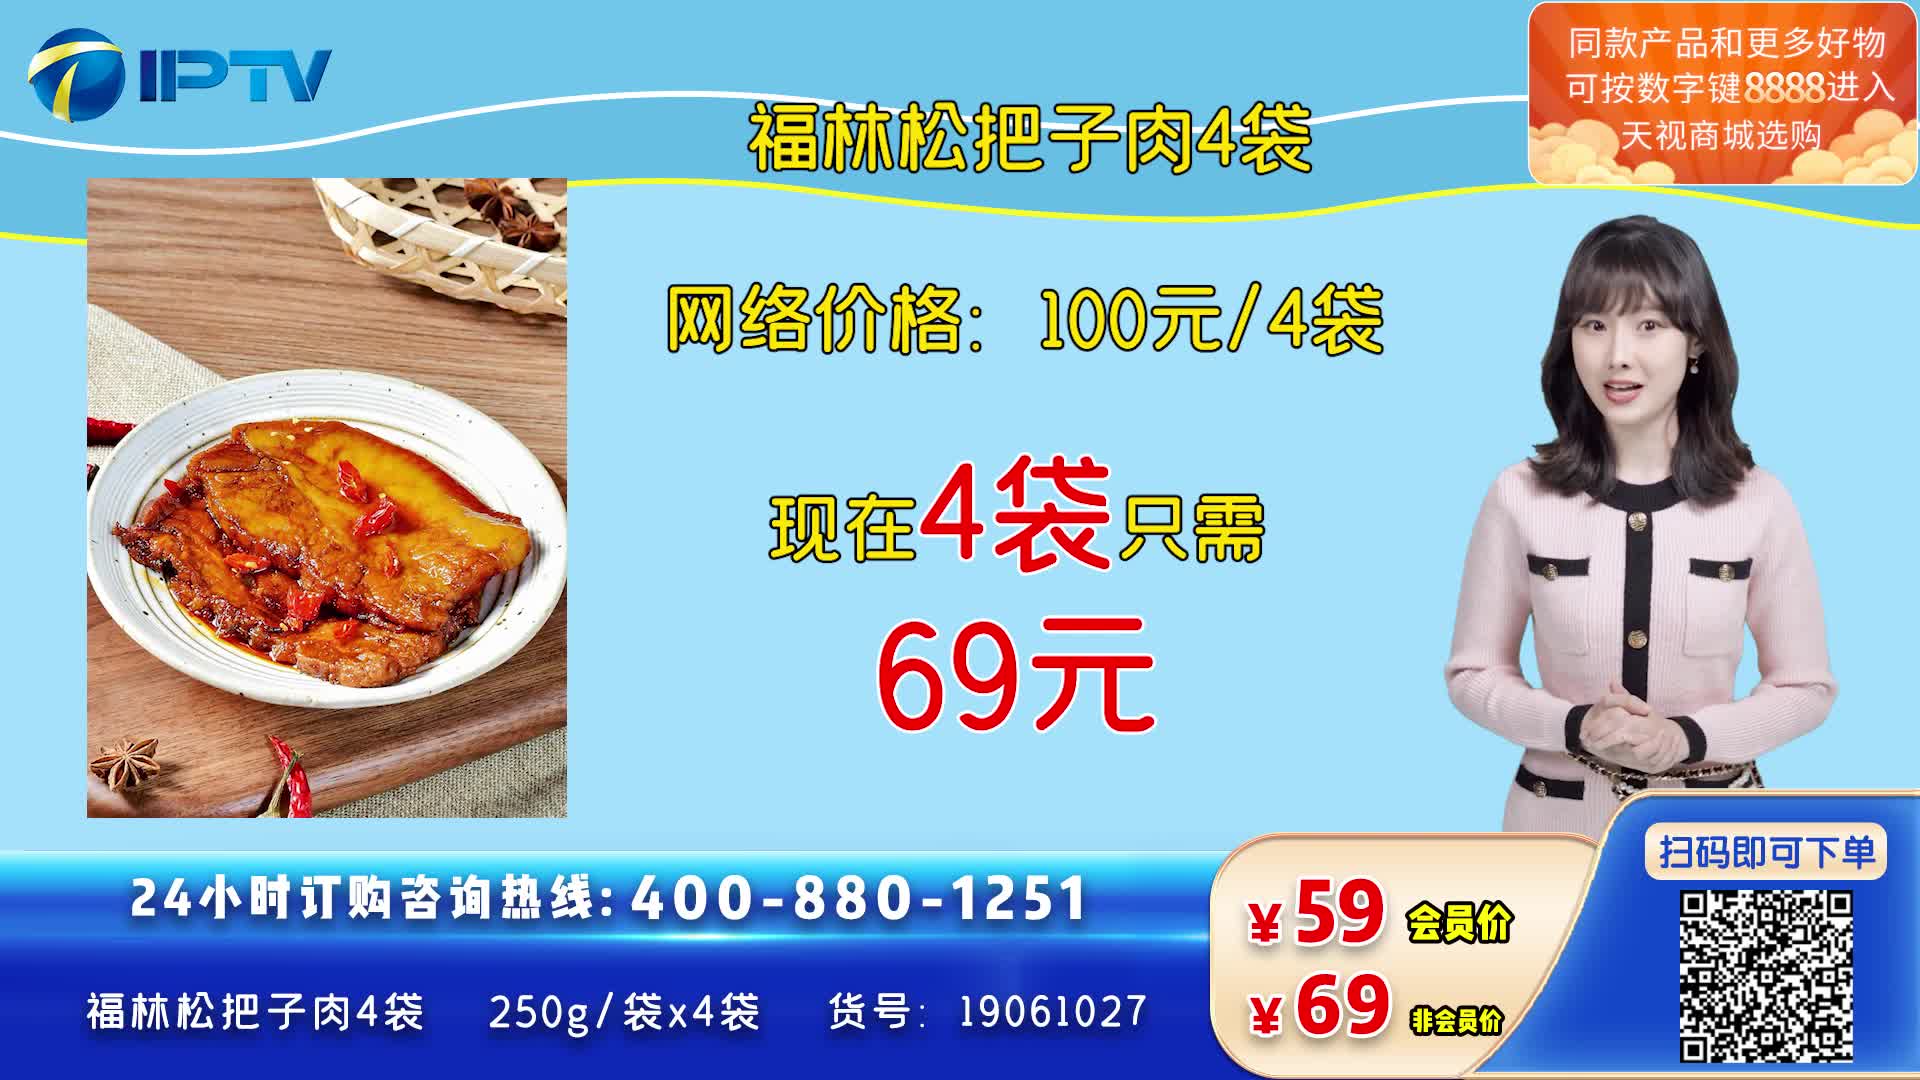 IPTV
同款产品和更多好物
可按数字键8888进入
天视商城选购
福林松把子肉4袋
网络价格：100元/4袋
现在4袋只需
69元
扫码即可下单
24小时订购咨询热线：400-880-1251
¥59 会员价
¥69 非会员价
福林松把子肉4袋 250g/袋x4袋 货号：19061027